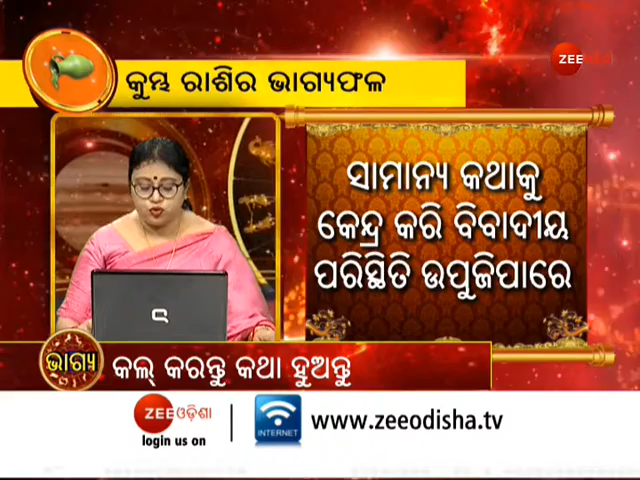 କୁମ୍ଭ ରାଶିର ଭାଗ୍ୟଫଳ
ZEE
ସାମାନ୍ୟ କଥାକୁ
କେନ୍ଦ୍ର କରି ବିବାଦୀୟ
ପରିସ୍ଥିତି ଉପୁଜିପାରେ
ଭାଗ୍ୟ
କଲ୍ କରନ୍ତୁ କଥା ହୁଅନ୍ତୁ
ZEE ଓଡ଼ିଶା
login us on
INTERNET
www.zeeodisha.tv